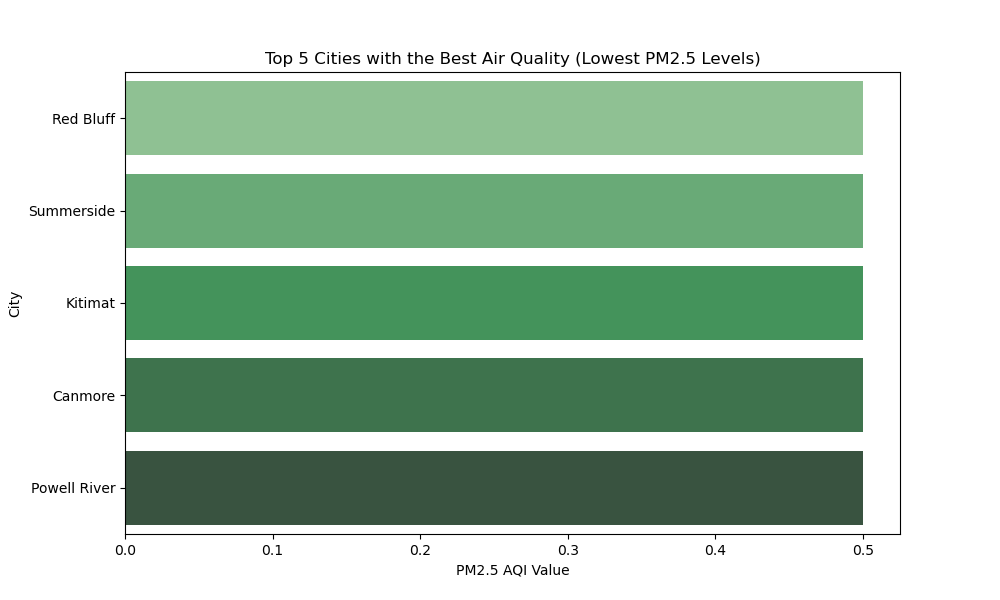 Top 5 Cities with the Best Air Quality (Lowest PM2.5 Levels)
City
Red Bluff
Summerside
Kitimat
Canmore
Powell River
0.0 0.1 0.2 0.3 0.4 0.5
PM2.5 AQI Value